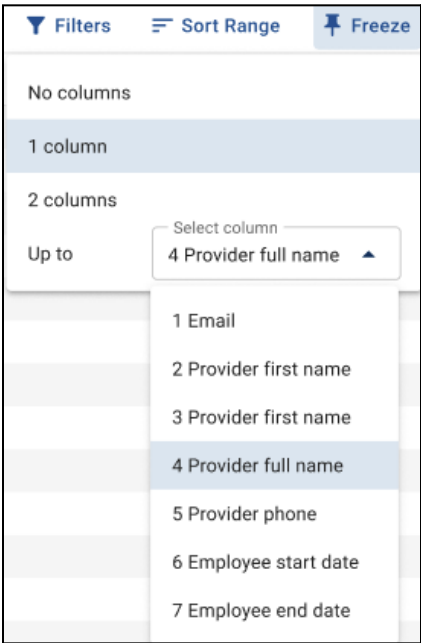 Filters Sort Range Freeze
No columns
1 column
2 columns
Select column
Up to 4 Provider full name
1 Email
2 Provider first name
3 Provider first name
4 Provider full name
5 Provider phone
6 Employee start date
7 Employee end date